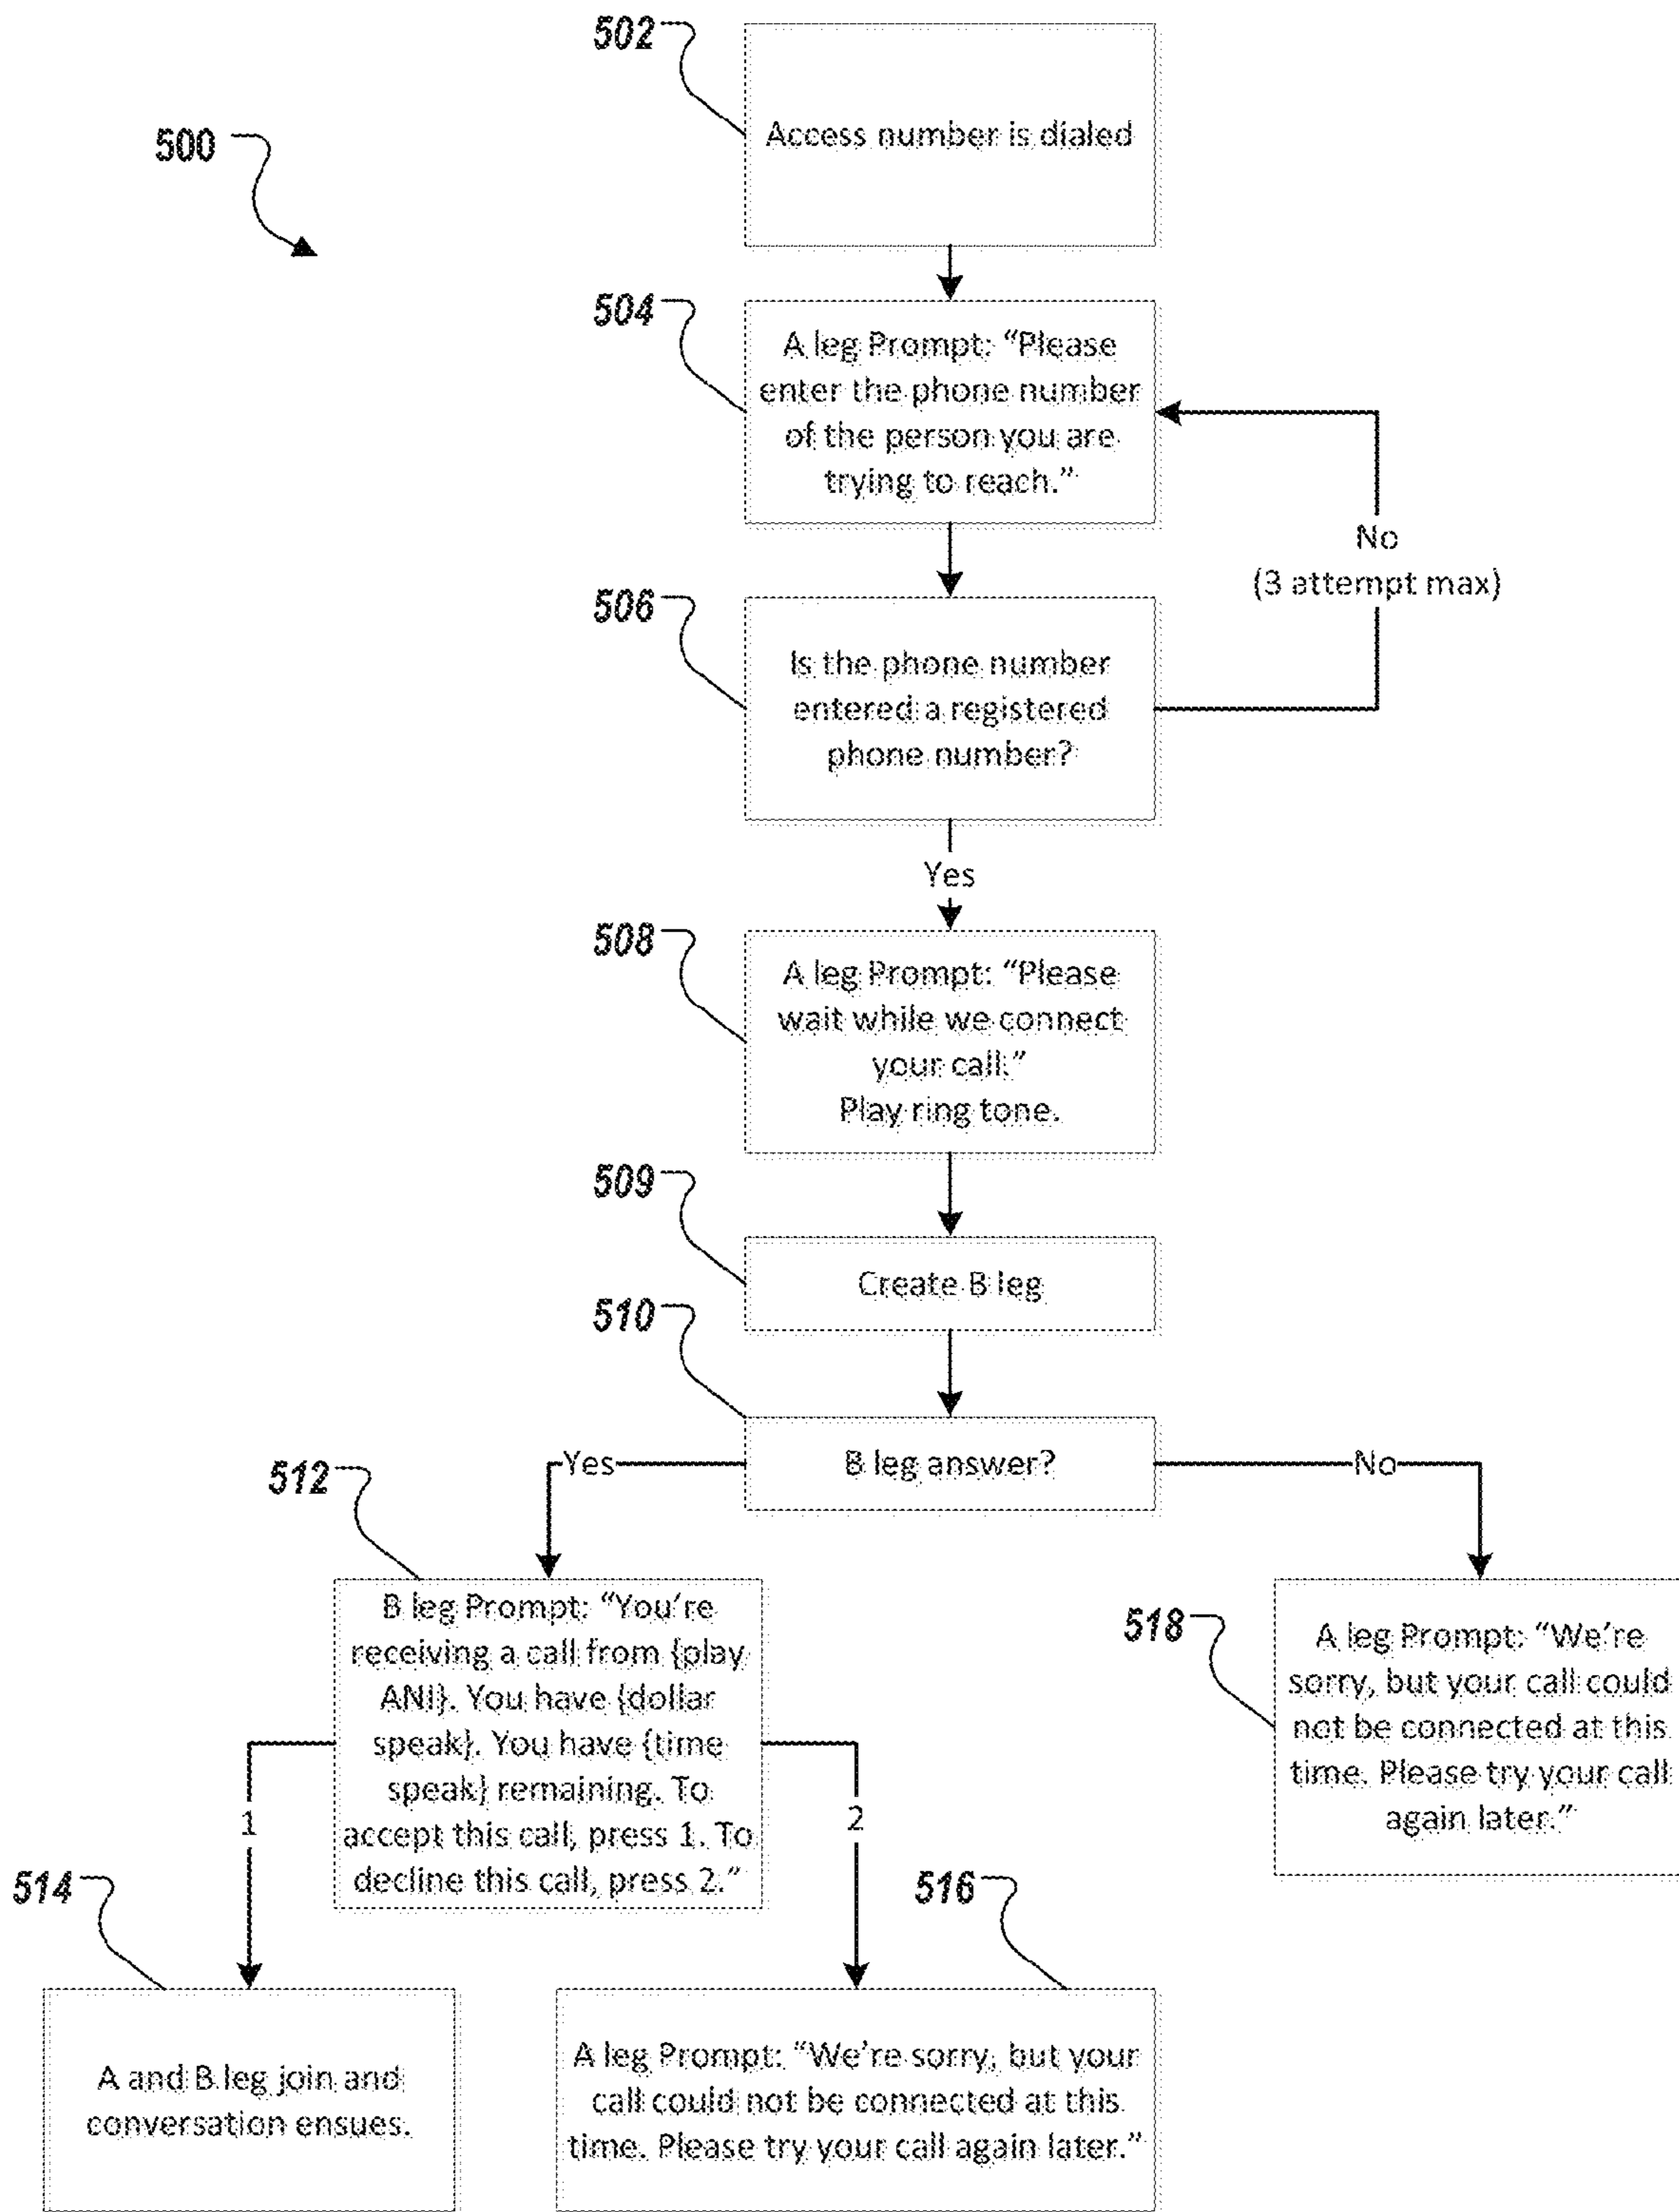 502
500
Access number is dialed
504
A leg Prompt: “Please
enter the phone number
of the person you are
trying to reach.”
No
(3 attempt max)
506
Is the phone number
entered a registered
phone number?
Yes
508
A leg Prompt: “Please
wait while we connect
your call.”
Play ring tone.
509
Create B leg
510
B leg answer?
Yes
No
512
B leg Prompt: “You’re
receiving a call from {play
ANI}. You have {dollar
speak}. You have {time
speak} remaining. To
accept this call, press 1. To
decline this call, press 2.”
518
A leg Prompt: “We’re
sorry, but your call could
not be connected at this
time. Please try your call
again later.”
1
2
514
A and B leg join and
conversation ensues.
516
A leg Prompt: “We’re sorry, but your
call could not be connected at this
time. Please try your call again later.”